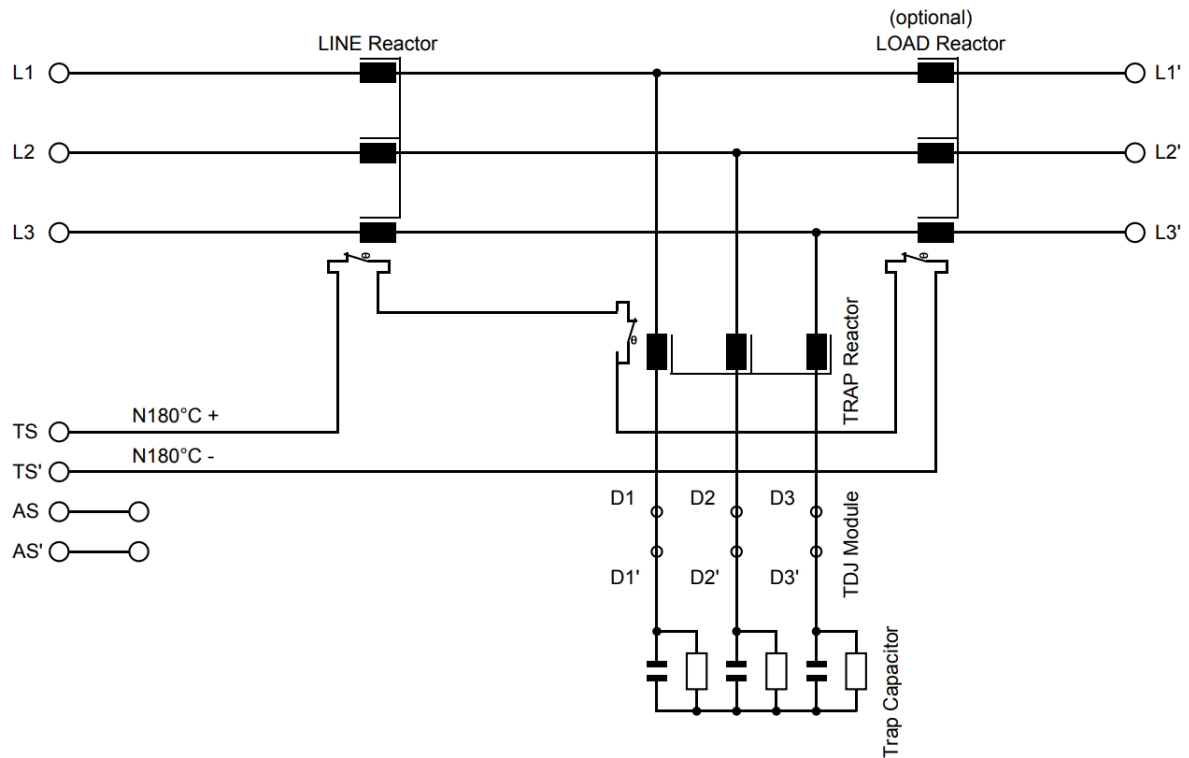 (optional)
LINE Reactor
LOAD Reactor
L1
L1'
L2
L2'
L3
L3'
θ
θ
θ
TRAP Reactor
N180°C +
TS
N180°C -
TS'
D1
D2
D3
AS
AS'
TDJ Module
D1'
D2'
D3'
Trap Capacitor